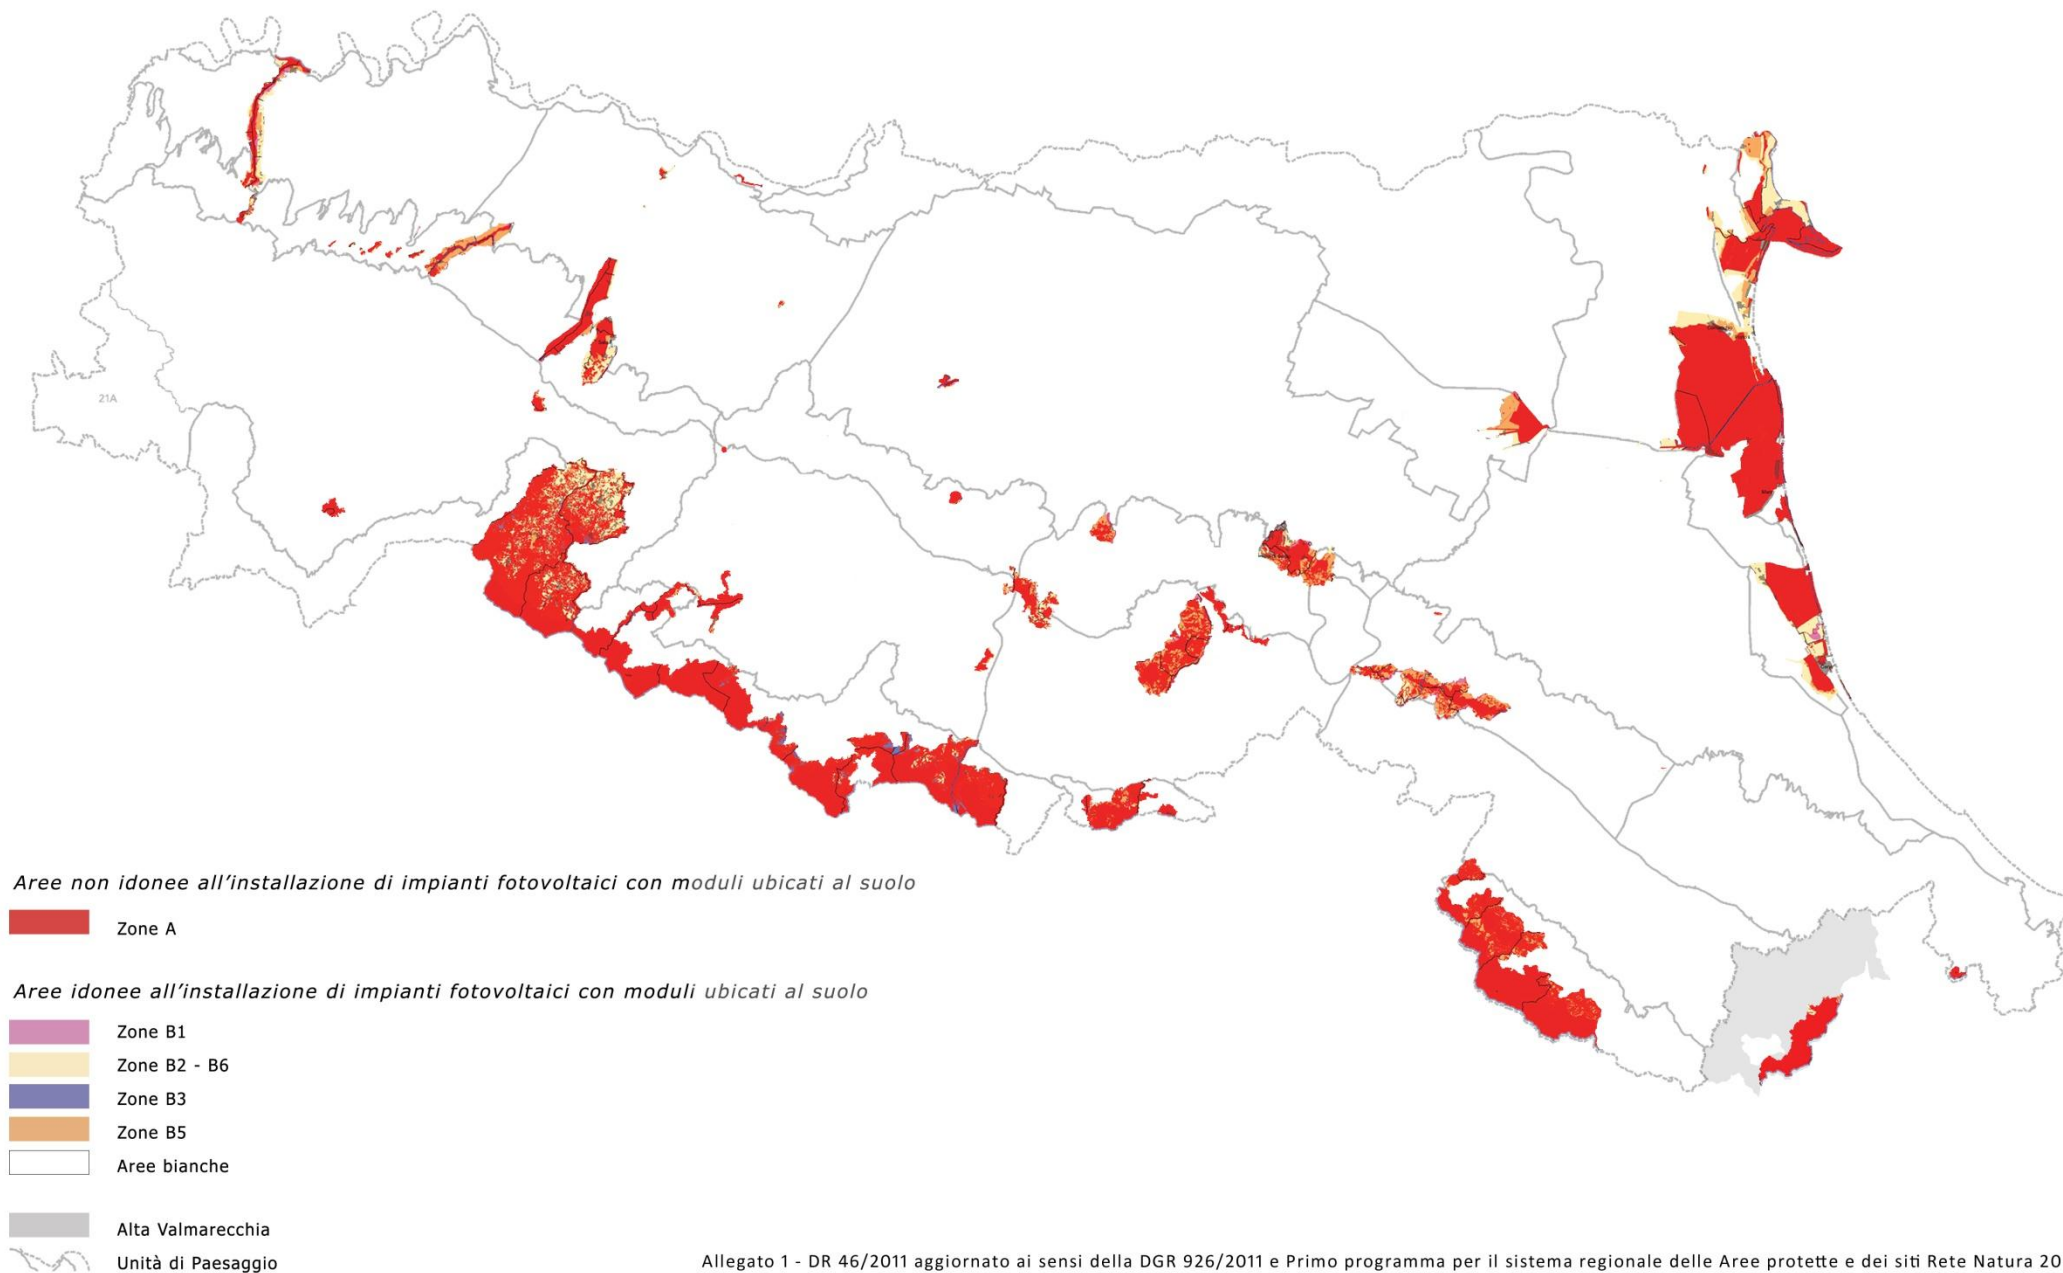 21A
Aree non idonee all'installazione di impianti fotovoltaici con moduli ubicati al suolo
Zone A
Aree idonee all'installazione di impianti fotovoltaici con moduli ubicati al suolo
Zone B1
Zone B2 - B6
Zone B3
Zone B5
Aree bianche
Alta Valmarecchia
Unità di Paesaggio
Allegato 1 - DR 46/2011 aggiornato ai sensi della DGR 926/2011 e Primo programma per il sistema regionale delle Aree protette e dei siti Rete Natura 20